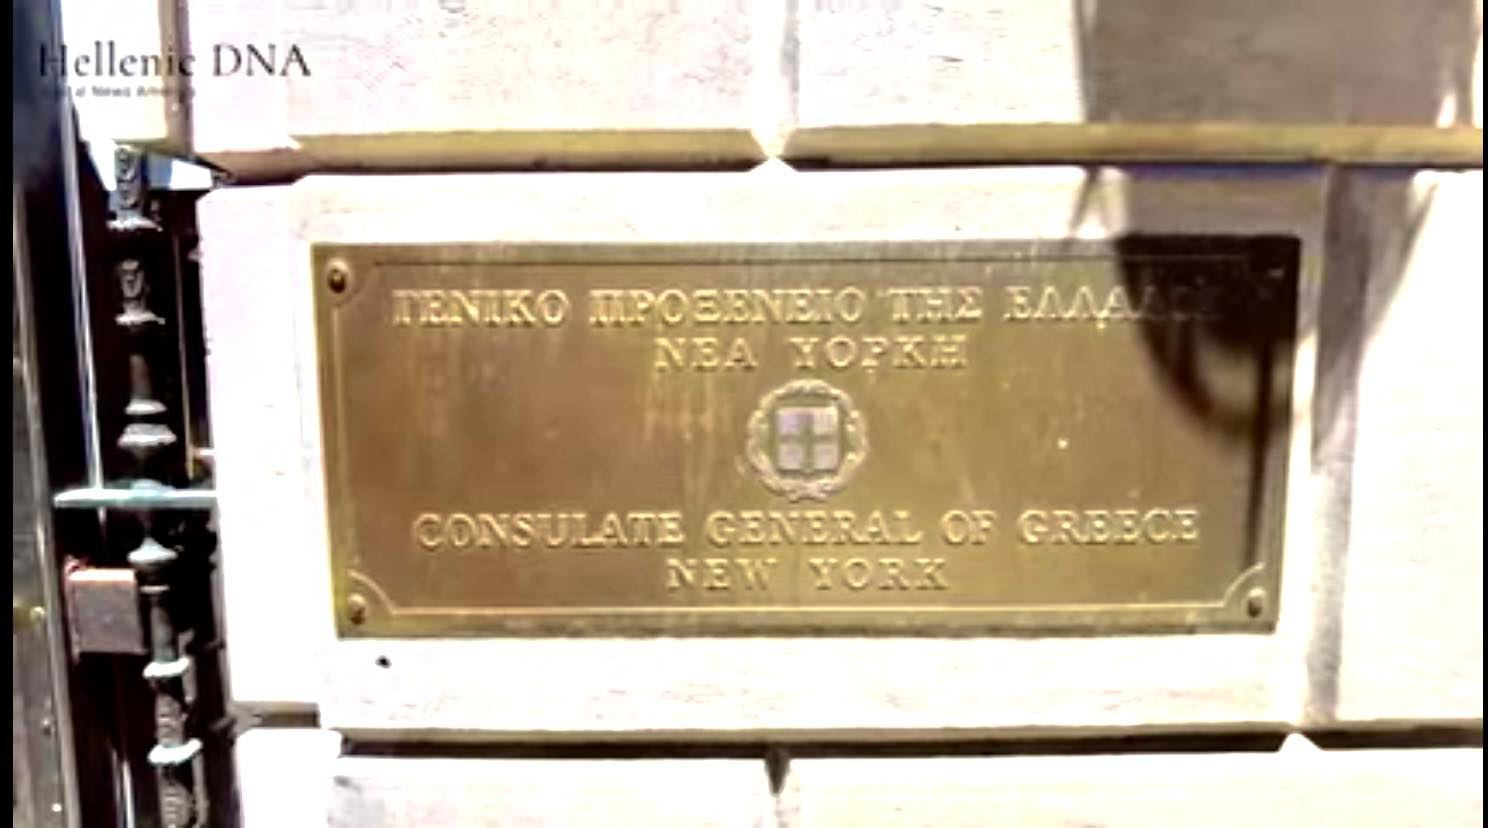 Hellenic DNA
ΓΕΝΙΚΟ ΠΡΟΞΕΝΕΙΟ ΤΗΣ ΕΛΛΑΔΟΣ
ΝΕΑ ΥΟΡΚΗ
CONSULATE GENERAL OF GREECE
NEW YORK